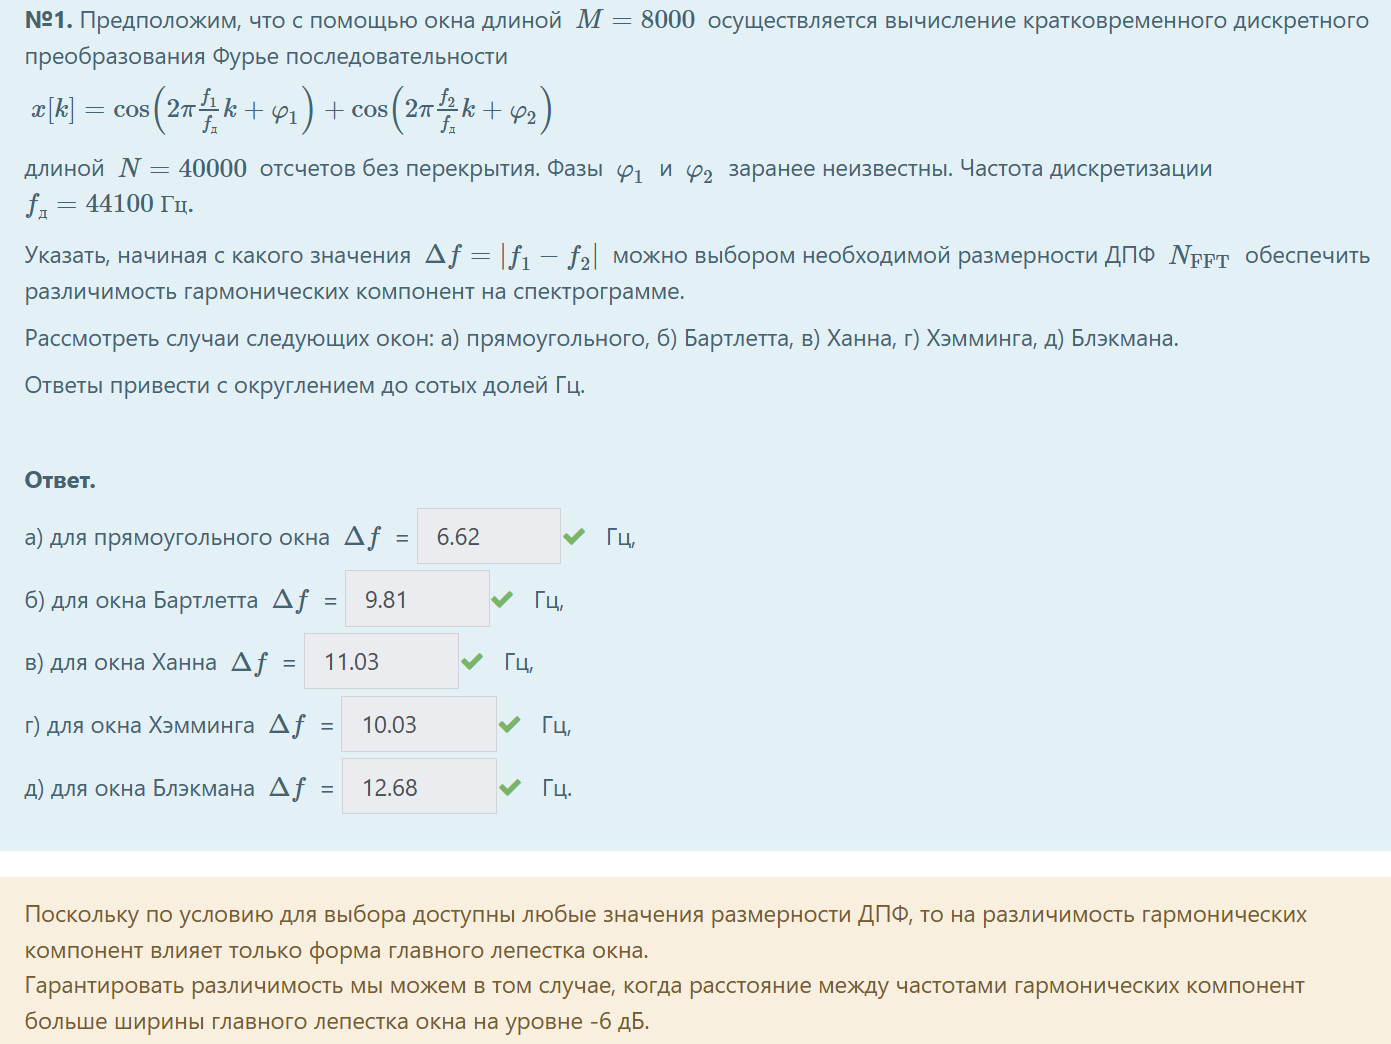 №1. Предположим, что с помощью окна длиной M = 8000 осуществляется вычисление кратковременного дискретного
преобразования Фурье последовательности
x[k] = cos(2π f₁/f_д k + φ₁) + cos(2π f₂/f_д k + φ₂)
длиной N = 40000 отсчетов без перекрытия. Фазы φ₁ и φ₂ заранее неизвестны. Частота дискретизации
f_д = 44100 Гц.
Указать, начиная с какого значения Δf = |f₁ − f₂| можно выбором необходимой размерности ДПФ N_FFT обеспечить
различимость гармонических компонент на спектрограмме.
Рассмотреть случаи следующих окон: а) прямоугольного, б) Бартлетта, в) Ханна, г) Хэмминга, д) Блэкмана.
Ответы привести с округлением до сотых долей Гц.
Ответ.
а) для прямоугольного окна Δf = 6.62 Гц,
б) для окна Бартлетта Δf = 9.81 Гц,
в) для окна Ханна Δf = 11.03 Гц,
г) для окна Хэмминга Δf = 10.03 Гц,
д) для окна Блэкмана Δf = 12.68 Гц.
Поскольку по условию для выбора доступны любые значения размерности ДПФ, то на различимость гармонических
компонент влияет только форма главного лепестка окна.
Гарантировать различимость мы можем в том случае, когда расстояние между частотами гармонических компонент
больше ширины главного лепестка окна на уровне -6 дБ.